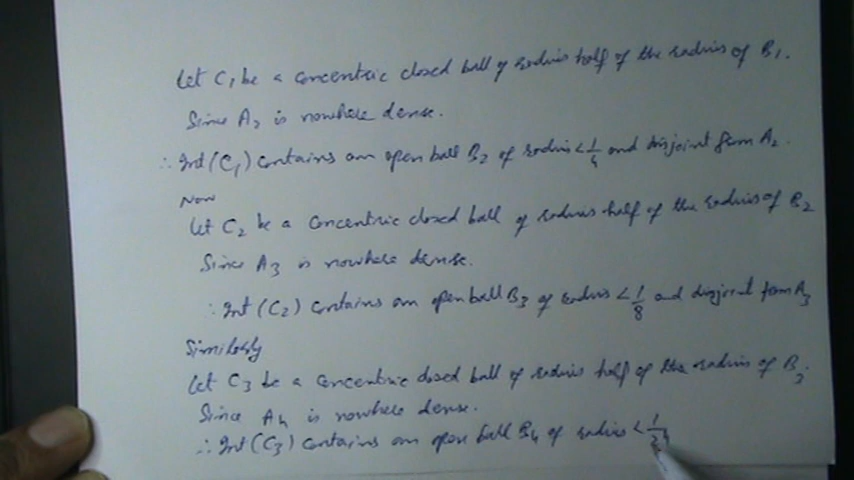 Let C₁ be a concentric closed ball of radius half of the radius of B₁.
Since A₂ is nowhere dense.
∴ Int (C₁) contains an open ball B₂ of radius < 1/4 and disjoint from A₂.
Now
Let C₂ be a concentric closed ball of radius half of the radius of B₂
Since A₃ is nowhere dense.
∴ Int (C₂) contains an open ball B₃ of radius < 1/8 and disjoint from A₃
Similarly
Let C₃ be a concentric closed ball of radius half of the radius of B₃.
Since A₄ is nowhere dense.
∴ Int (C₃) contains an open ball B₄ of radius < 1/2⁴